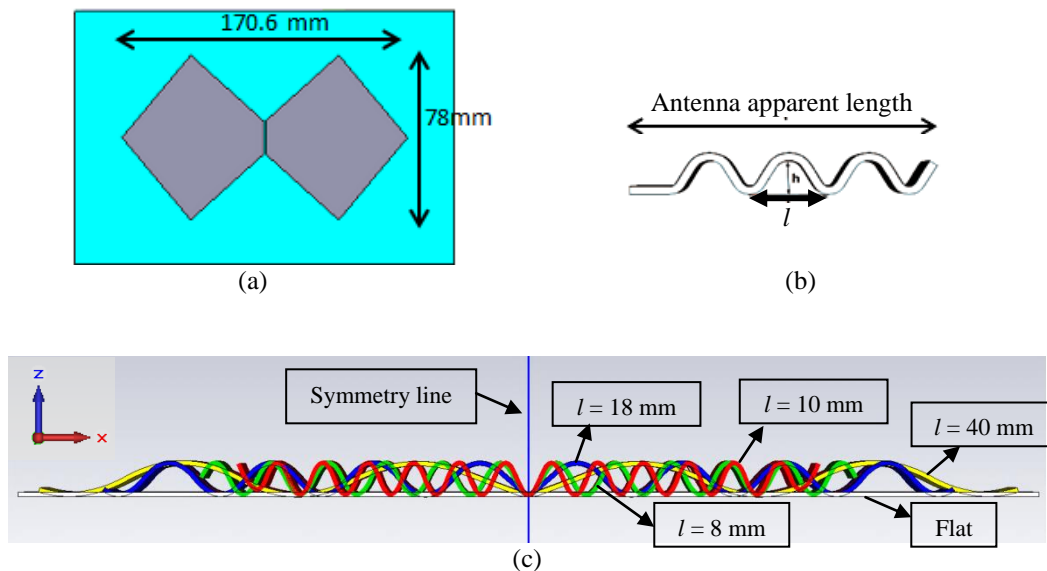 170.6 mm
78mm
(a)
Antenna apparent length
h
l
(b)
z
x
Symmetry line
l = 18 mm
l = 10 mm
l = 40 mm
l = 8 mm
Flat
(c)